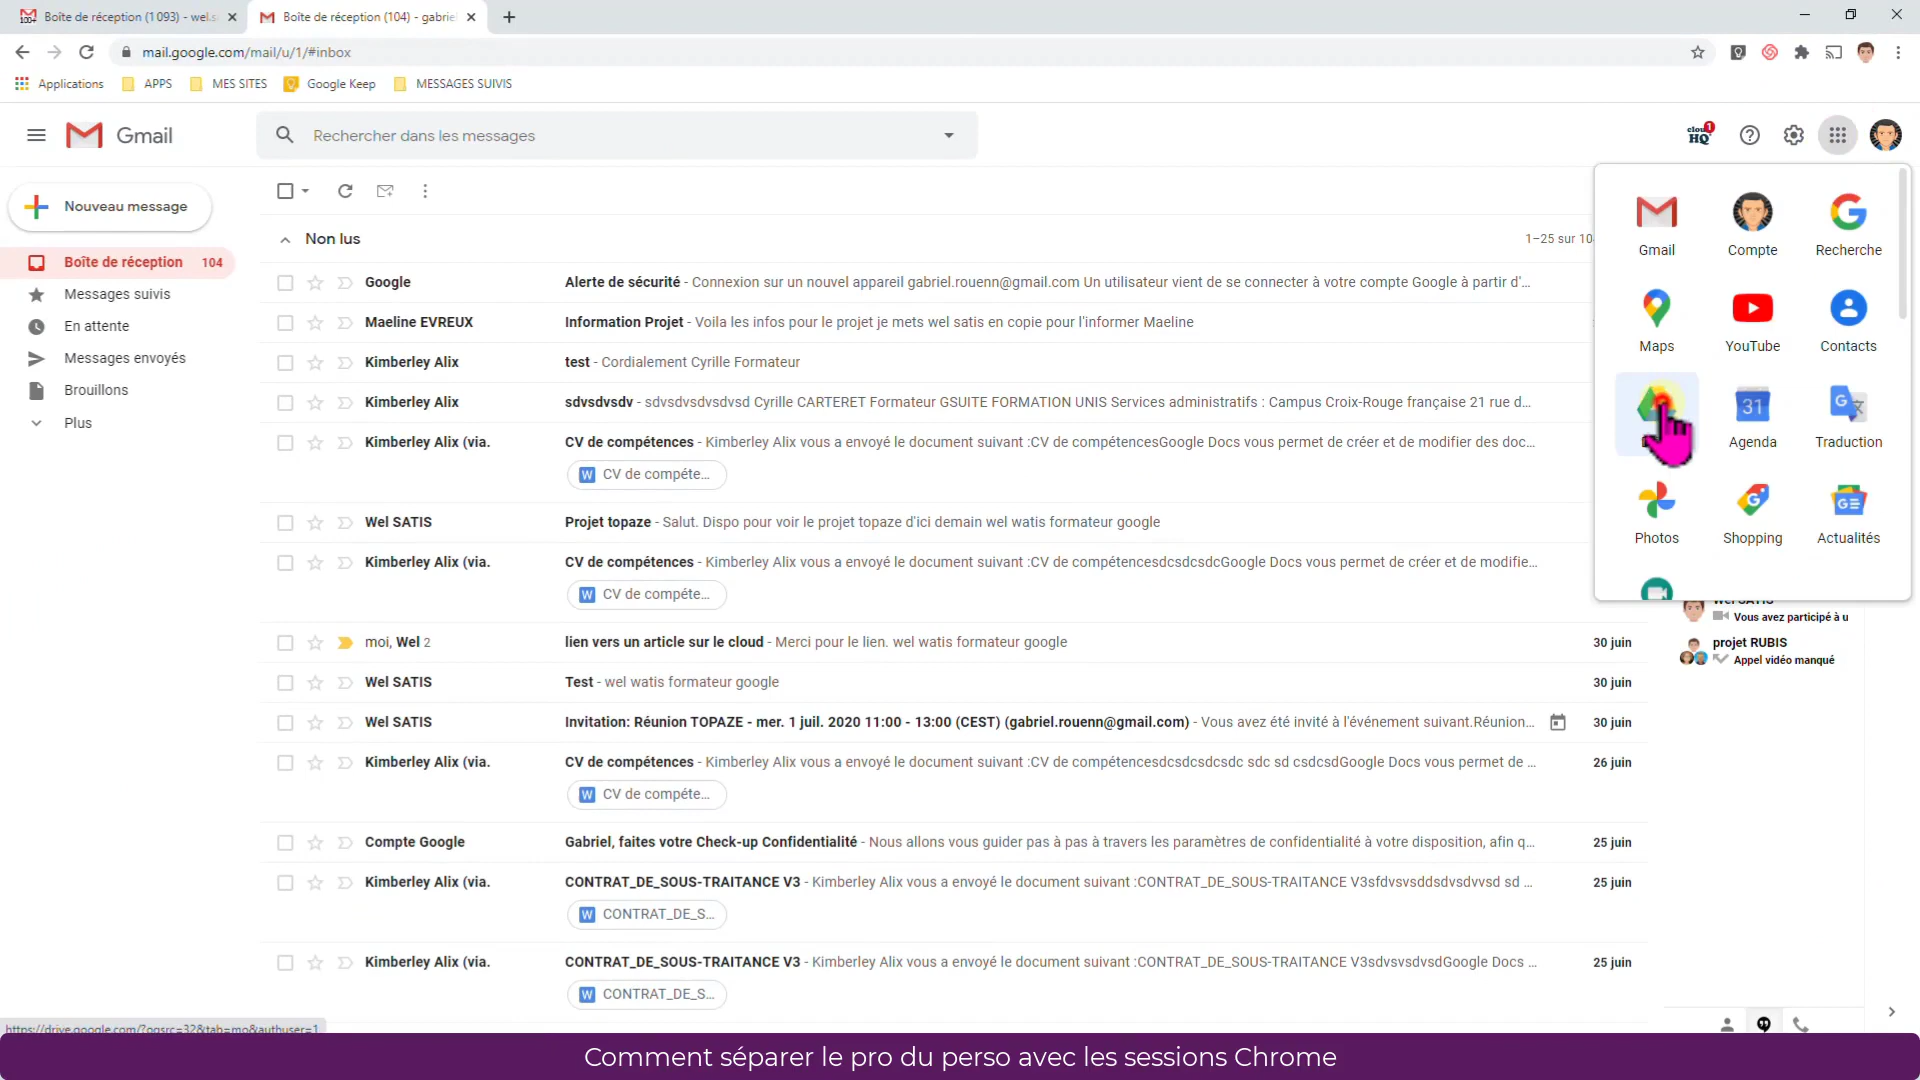 Boîte de réception (1 093) - wel.s
Boîte de réception (104) - gabrie
mail.google.com/mail/u/1/#inbox
Applications APPS MES SITES Google Keep MESSAGES SUIVIS
Gmail
Rechercher dans les messages
cloud HQ 1
Nouveau message
Non lus
1–25 sur 10
Boîte de réception 104
Messages suivis
En attente
Messages envoyés
Brouillons
Plus
Google Alerte de sécurité - Connexion sur un nouvel appareil gabriel.rouenn@gmail.com Un utilisateur vient de se connecter à votre compte Google à partir d'...
Maeline EVREUX Information Projet - Voila les infos pour le projet je mets wel satis en copie pour l'informer Maeline
Kimberley Alix test - Cordialement Cyrille Formateur
Kimberley Alix sdvsdvsdv - sdvsdvsdvsdvsd Cyrille CARTERET Formateur GSUITE FORMATION UNIS Services administratifs : Campus Croix-Rouge française 21 rue d...
Kimberley Alix (via. CV de compétences - Kimberley Alix vous a envoyé le document suivant :CV de compétencesGoogle Docs vous permet de créer et de modifier des doc...
W CV de compéte...
Wel SATIS Projet topaze - Salut. Dispo pour voir le projet topaze d'ici demain wel watis formateur google
Kimberley Alix (via. CV de compétences - Kimberley Alix vous a envoyé le document suivant :CV de compétencesdcsdcsdcGoogle Docs vous permet de créer et de modifie...
W CV de compéte...
moi, Wel 2 lien vers un article sur le cloud - Merci pour le lien. wel watis formateur google 30 juin
Wel SATIS Test - wel watis formateur google 30 juin
Wel SATIS Invitation: Réunion TOPAZE - mer. 1 juil. 2020 11:00 - 13:00 (CEST) (gabriel.rouenn@gmail.com) - Vous avez été invité à l'événement suivant.Réunion... 30 juin
Kimberley Alix (via. CV de compétences - Kimberley Alix vous a envoyé le document suivant :CV de compétencesdcsdcsdcsdc sdc sd csdcsdGoogle Docs vous permet de ... 26 juin
W CV de compéte...
Compte Google Gabriel, faites votre Check-up Confidentialité - Nous allons vous guider pas à pas à travers les paramètres de confidentialité à votre disposition, afin q... 25 juin
Kimberley Alix (via. CONTRAT_DE_SOUS-TRAITANCE V3 - Kimberley Alix vous a envoyé le document suivant :CONTRAT_DE_SOUS-TRAITANCE V3sfdvsvsddsdvsdvvsd sd ... 25 juin
W CONTRAT_DE_S...
Kimberley Alix (via. CONTRAT_DE_SOUS-TRAITANCE V3 - Kimberley Alix vous a envoyé le document suivant :CONTRAT_DE_SOUS-TRAITANCE V3sdvsvsdvsdGoogle Docs ... 25 juin
W CONTRAT_DE_S...
Gmail Compte Recherche
Maps YouTube Contacts
31
Agenda Traduction
Photos Shopping Actualités
Wel SATIS
Vous avez participé à u
projet RUBIS
Appel vidéo manqué
https://drive.google.com/?ogsrc=32&tab=mo&authuser=1
Comment séparer le pro du perso avec les sessions Chrome